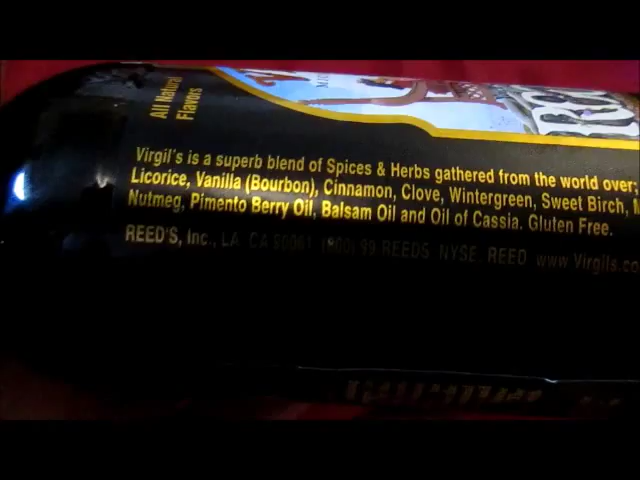 All Natural
Flavors
Virgil's is a superb blend of Spices & Herbs gathered from the world over:
Licorice, Vanilla (Bourbon), Cinnamon, Clove, Wintergreen, Sweet Birch, M
Nutmeg, Pimento Berry Oil, Balsam Oil and Oil of Cassia. Gluten Free.
REED'S, Inc., LA, CA 90061 (800) 99 REEDS NYSE: REED www.Virgils.co